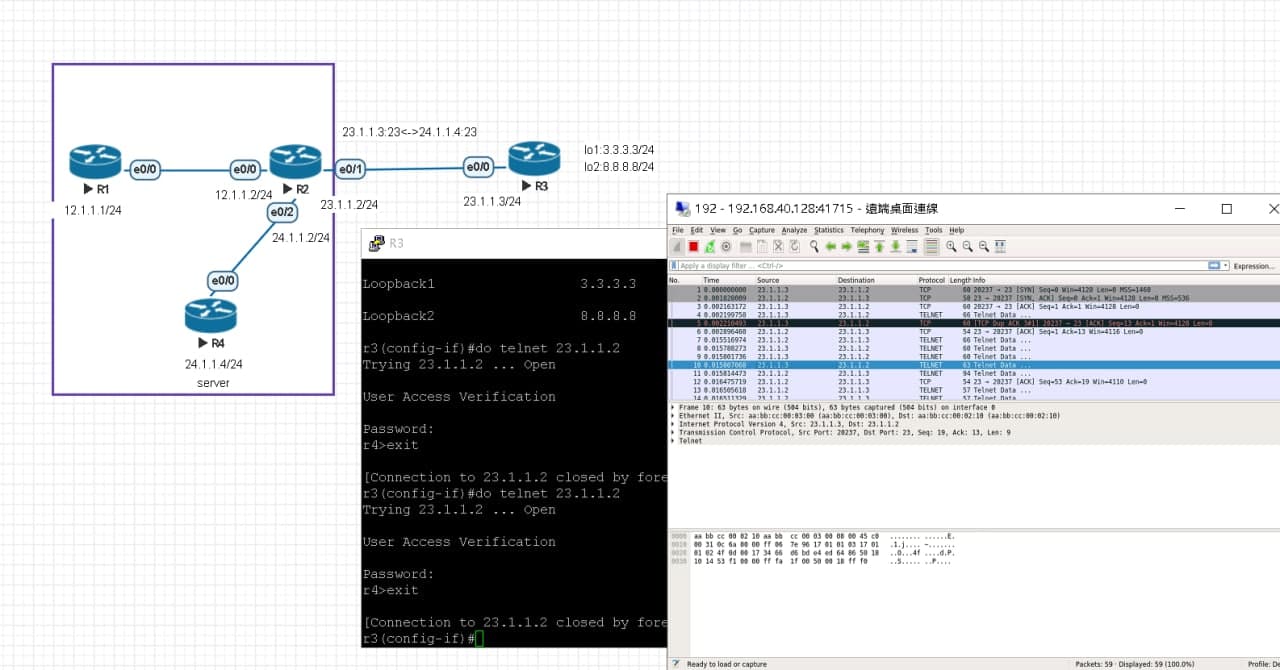 23.1.1.3:23<->24.1.1.4:23
e0/0
e0/0
e0/1
e0/0
lo1:3.3.3.3/24
lo2:8.8.8.8/24
R1
R2
R3
12.1.1.2/24
12.1.1.1/24
23.1.1.2/24
23.1.1.3/24
e0/2
24.1.1.2/24
e0/0
R4
24.1.1.4/24
server
R3
Loopback1 3.3.3.3
Loopback2 8.8.8.8
r3(config-if)#do telnet 23.1.1.2
Trying 23.1.1.2 ... Open
User Access Verification
Password:
r4>exit
[Connection to 23.1.1.2 closed by fore
r3(config-if)#do telnet 23.1.1.2
Trying 23.1.1.2 ... Open
User Access Verification
Password:
r4>exit
[Connection to 23.1.1.2 closed by fore
r3(config-if)#
192 - 192.168.40.128:41715 - 遠端桌面連線
File Edit View Go Capture Analyze Statistics Telephony Wireless Tools Help
Apply a display filter ... <Ctrl-/> Expression...
No. Time Source Destination Protocol Length Info
1 0.000000000 23.1.1.3 23.1.1.2 TCP 60 20237 → 23 [SYN] Seq=0 Win=4128 Len=0 MSS=1460
2 0.001820009 23.1.1.2 23.1.1.3 TCP 58 23 → 20237 [SYN, ACK] Seq=0 Ack=1 Win=4128 Len=0 MSS=536
3 0.002163172 23.1.1.3 23.1.1.2 TCP 60 20237 → 23 [ACK] Seq=1 Ack=1 Win=4128 Len=0
4 0.002199758 23.1.1.3 23.1.1.2 TELNET 66 Telnet Data ...
5 0.002210493 23.1.1.3 23.1.1.2 TCP 60 [TCP Dup ACK 3#1] 20237 → 23 [ACK] Seq=13 Ack=1 Win=4128 Len=0
6 0.002896460 23.1.1.2 23.1.1.3 TCP 54 23 → 20237 [ACK] Seq=1 Ack=13 Win=4116 Len=0
7 0.015516974 23.1.1.2 23.1.1.3 TELNET 66 Telnet Data ...
8 0.015788273 23.1.1.2 23.1.1.3 TELNET 60 Telnet Data ...
9 0.015801736 23.1.1.3 23.1.1.2 TELNET 60 Telnet Data ...
10 0.015807068 23.1.1.3 23.1.1.2 TELNET 63 Telnet Data ...
11 0.015814473 23.1.1.2 23.1.1.3 TELNET 94 Telnet Data ...
12 0.016475719 23.1.1.2 23.1.1.3 TCP 54 23 → 20237 [ACK] Seq=53 Ack=19 Win=4110 Len=0
13 0.016505618 23.1.1.2 23.1.1.3 TELNET 57 Telnet Data ...
14 0.016511329 23.1.1.2 23.1.1.3 TELNET 57 Telnet Data ...
Frame 10: 63 bytes on wire (504 bits), 63 bytes captured (504 bits) on interface 0
Ethernet II, Src: aa:bb:cc:00:03:00 (aa:bb:cc:00:03:00), Dst: aa:bb:cc:00:02:10 (aa:bb:cc:00:02:10)
Internet Protocol Version 4, Src: 23.1.1.3, Dst: 23.1.1.2
Transmission Control Protocol, Src Port: 20237, Dst Port: 23, Seq: 19, Ack: 13, Len: 9
Telnet
0000 aa bb cc 00 02 10 aa bb cc 00 03 00 08 00 45 c0 ........ ......E.
0010 00 31 0c 6a 00 00 ff 06 7e 96 17 01 01 03 17 01 .1.j.... ~.......
0020 01 02 4f 0d 00 17 34 66 d6 bd e4 ed 64 86 50 18 ..O...4f ....d.P.
0030 10 14 53 f1 00 00 ff fa 1f 00 50 00 18 ff f0 ..S..... ..P....
Ready to load or capture
Packets: 59 · Displayed: 59 (100.0%)
Profile: De